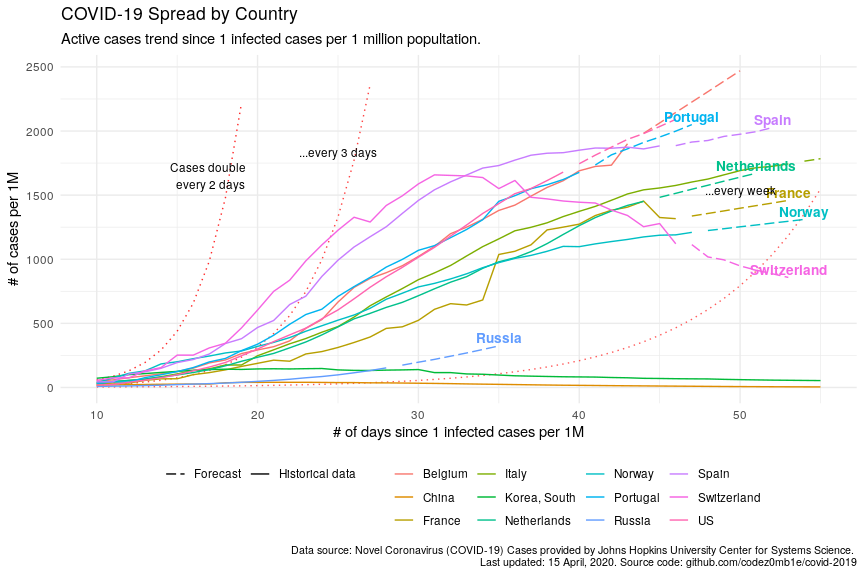 COVID-19 Spread by Country
Active cases trend since 1 infected cases per 1 million popultation.
# of cases per 1M
2500
2000
1500
1000
500
0
Cases double
every 2 days
...every 3 days
...every week
Portugal
Spain
Netherlands
France
Norway
Switzerland
Russia
10
20
30
40
50
# of days since 1 infected cases per 1M
Forecast
Historical data
Belgium
Italy
Norway
Spain
China
Korea, South
Portugal
Switzerland
France
Netherlands
Russia
US
Data source: Novel Coronavirus (COVID-19) Cases provided by Johns Hopkins University Center for Systems Science.
Last updated: 15 April, 2020. Source code: github.com/codez0mb1e/covid-2019